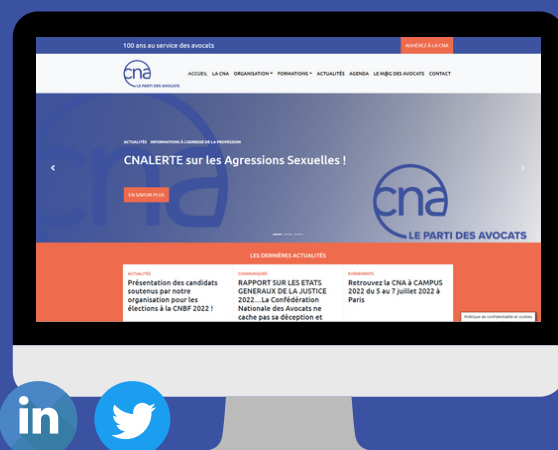 100 ans au service des avocats
ADHÉREZ À LA CNA
cna
LE PARTI DES AVOCATS
ACCUEIL LA CNA ORGANISATION FORMATIONS ACTUALITÉS AGENDA LE M@G DES AVOCATS CONTACT
ACTUALITÉS INFORMATIONS À L'ADRESSE DE LA PROFESSION
CNALERTE sur les Agressions Sexuelles !
EN SAVOIR PLUS
cna
LE PARTI DES AVOCATS
LES DERNIÈRES ACTUALITÉS
ACTUALITÉS
Présentation des candidats
soutenus par notre
organisation pour les
élections à la CNBF 2022 !
COMMUNIQUÉS
RAPPORT SUR LES ETATS
GENERAUX DE LA JUSTICE
2022...La Confédération
Nationale des Avocats ne
cache pas sa déception et
ÉVÉNEMENTS
Retrouvez la CNA à CAMPUS
2022 du 5 au 7 juillet 2022 à
Paris
Politique de confidentialité et cookies
in